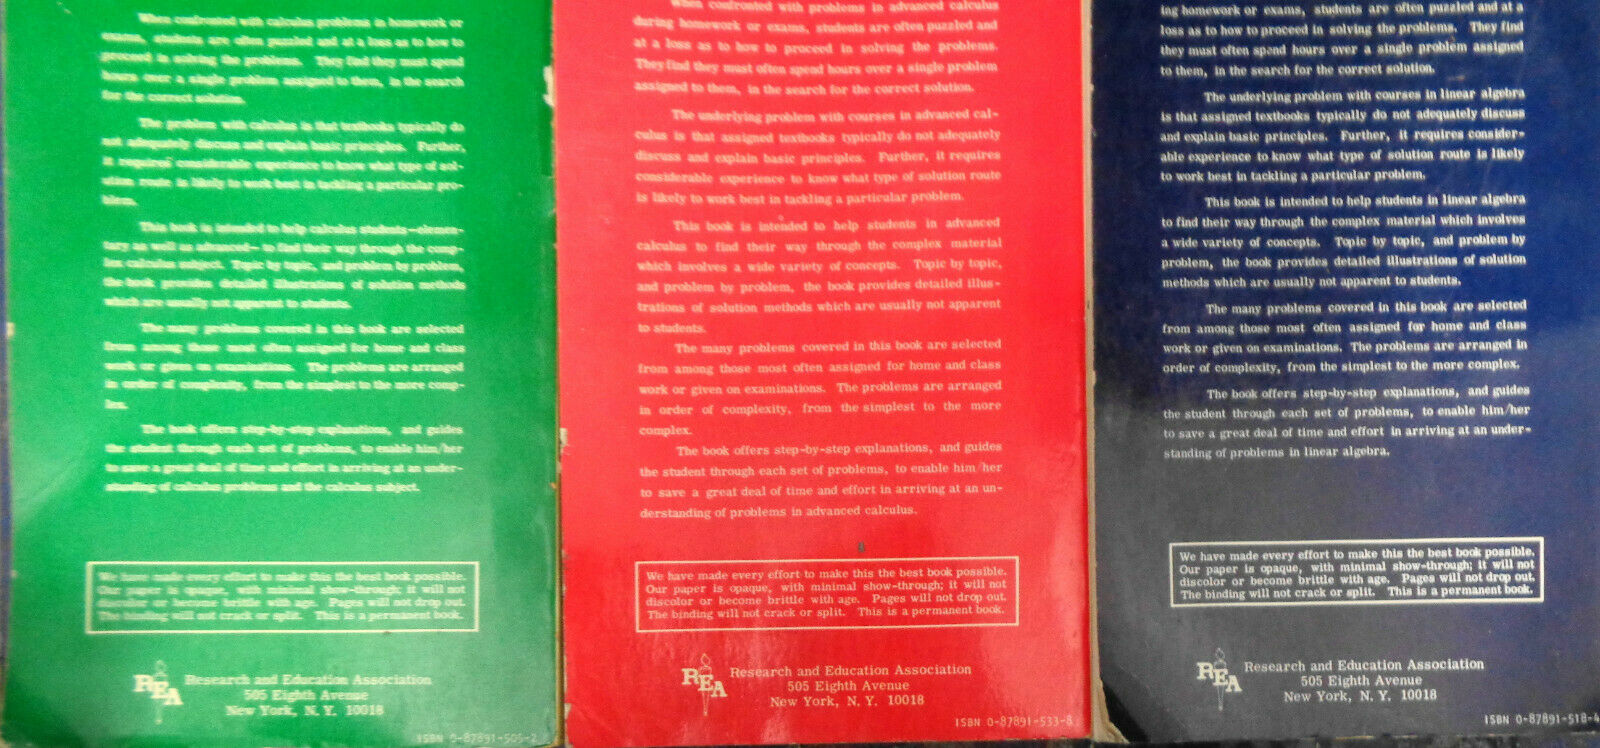 When confronted with calculus problems in homework or
exams, students are often puzzled and at a loss as to how to
proceed in solving the problems. They find they must spend
hours over a single problem assigned to them, in the search
for the correct solution.
The problem with calculus is that textbooks typically do
not adequately discuss and explain basic principles. Further,
it requires considerable experience to know what type of sol-
ution route is likely to work best in tackling a particular pro-
blem.
This book is intended to help calculus students—elemen-
tary as well as advanced—to find their way through the comp-
lex calculus subject. Topic by topic, and problem by problem,
the book provides detailed illustrations of solution methods
which are usually not apparent to students.
The many problems covered in this book are selected
from among those most often assigned for home and class
work or given on examinations. The problems are arranged
in order of complexity, from the simplest to the more comp-
lex.
The book offers step-by-step explanations, and guides
the student through each set of problems, to enable him/her
to save a great deal of time and effort in arriving at an under-
standing of calculus problems and the calculus subject.
We have made every effort to make this the best book possible.
Our paper is opaque, with minimal show-through; it will not
discolor or become brittle with age. Pages will not drop out.
The binding will not crack or split. This is a permanent book.
REA
Research and Education Association
505 Eighth Avenue
New York, N. Y. 10018
ISBN 0-87891-505-2
When confronted with problems in advanced calculus
during homework or exams, students are often puzzled and
at a loss as to how to proceed in solving the problems.
They find they must often spend hours over a single problem
assigned to them, in the search for the correct solution.
The underlying problem with courses in advanced cal-
culus is that assigned textbooks typically do not adequately
discuss and explain basic principles. Further, it requires
considerable experience to know what type of solution route
is likely to work best in tackling a particular problem.
This book is intended to help students in advanced
calculus to find their way through the complex material
which involves a wide variety of concepts. Topic by topic,
and problem by problem, the book provides detailed illus-
trations of solution methods which are usually not apparent
to students.
The many problems covered in this book are selected
from among those most often assigned for home and class
work or given on examinations. The problems are arranged
in order of complexity, from the simplest to the more
complex.
The book offers step-by-step explanations, and guides
the student through each set of problems, to enable him/her
to save a great deal of time and effort in arriving at an un-
derstanding of problems in advanced calculus.
We have made every effort to make this the best book possible.
Our paper is opaque, with minimal show-through; it will not
discolor or become brittle with age. Pages will not drop out.
The binding will not crack or split. This is a permanent book.
REA
Research and Education Association
505 Eighth Avenue
New York, N. Y. 10018
ISBN 0-87891-533-8
ing homework or exams, students are often puzzled and at a
loss as to how to proceed in solving the problems. They find
they must often spend hours over a single problem assigned
to them, in the search for the correct solution.
The underlying problem with courses in linear algebra
is that assigned textbooks typically do not adequately discuss
and explain basic principles. Further, it requires consider-
able experience to know what type of solution route is likely
to work best in tackling a particular problem.
This book is intended to help students in linear algebra
to find their way through the complex material which involves
a wide variety of concepts. Topic by topic, and problem by
problem, the book provides detailed illustrations of solution
methods which are usually not apparent to students.
The many problems covered in this book are selected
from among those most often assigned for home and class
work or given on examinations. The problems are arranged in
order of complexity, from the simplest to the more complex.
The book offers step-by-step explanations, and guides
the student through each set of problems, to enable him/her
to save a great deal of time and effort in arriving at an under-
standing of problems in linear algebra.
We have made every effort to make this the best book possible.
Our paper is opaque, with minimal show-through; it will not
discolor or become brittle with age. Pages will not drop out.
The binding will not crack or split. This is a permanent book.
REA
Research and Education Association
505 Eighth Avenue
New York, N. Y. 10018
ISBN 0-87891-518-4